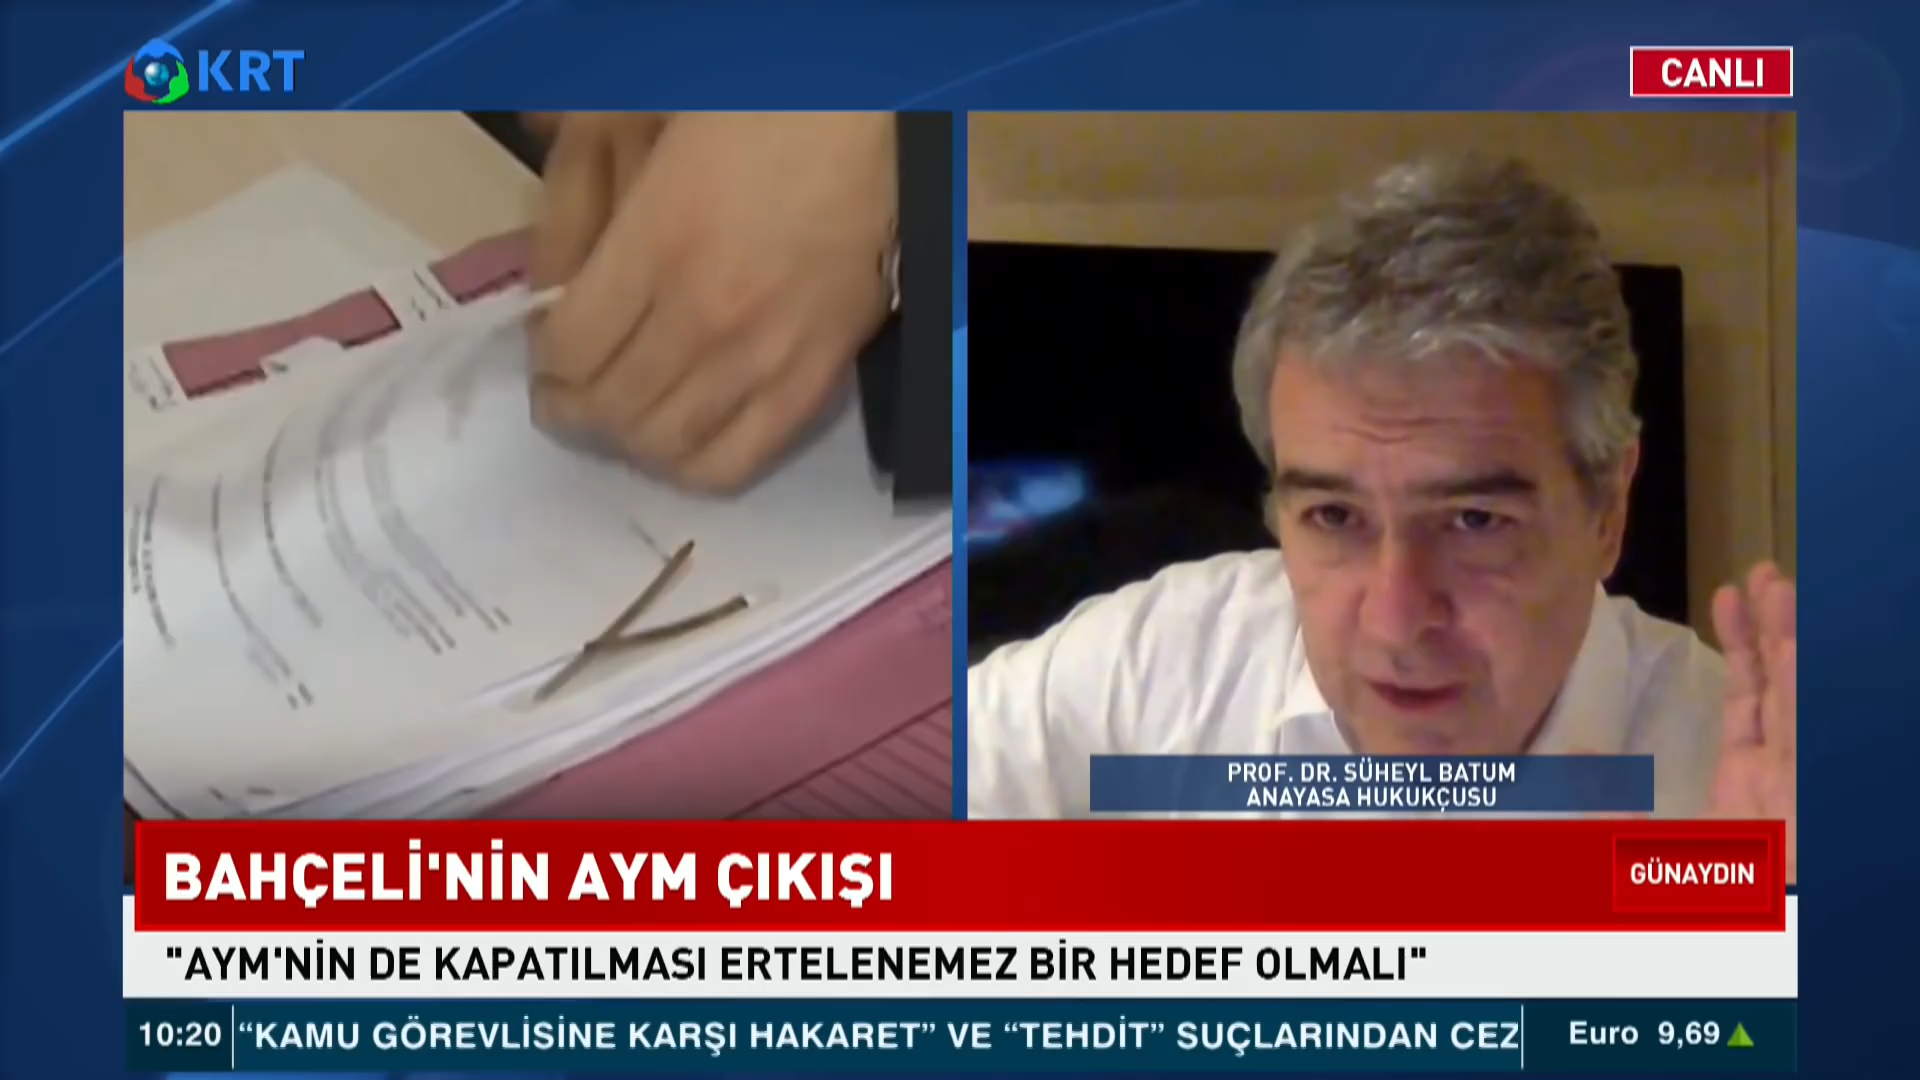 KRT
CANLI
PROF. DR. SÜHEYL BATUM
ANAYASA HUKUKÇUSU
BAHÇELİ'NİN AYM ÇIKIŞI
GÜNAYDIN
"AYM'NİN DE KAPATILMASI ERTELENEMEZ BİR HEDEF OLMALI"
10:20 “KAMU GÖREVLİSİNE KARŞI HAKARET” VE “TEHDİT” SUÇLARINDAN CEZ Euro 9,69